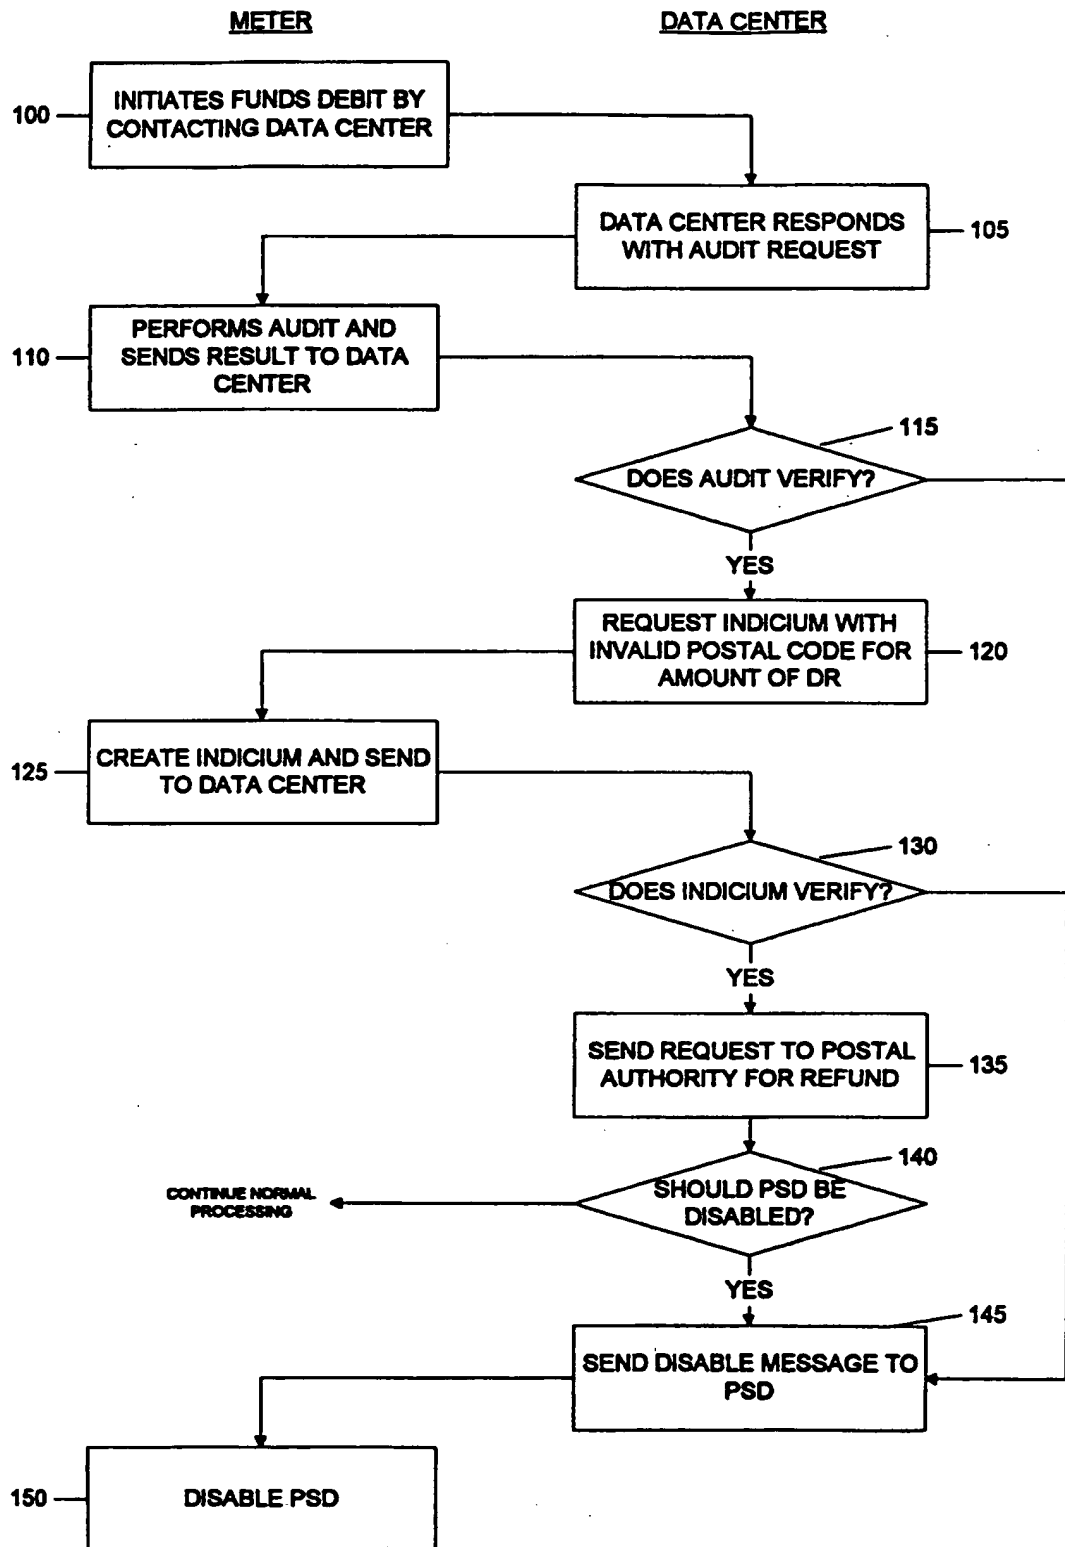 METER
DATA CENTER
100
INITIATES FUNDS DEBIT BY
CONTACTING DATA CENTER
DATA CENTER RESPONDS
WITH AUDIT REQUEST
105
110
PERFORMS AUDIT AND
SENDS RESULT TO DATA
CENTER
115
DOES AUDIT VERIFY?
YES
REQUEST INDICIUM WITH
INVALID POSTAL CODE FOR
AMOUNT OF DR
120
125
CREATE INDICIUM AND SEND
TO DATA CENTER
130
DOES INDICIUM VERIFY?
YES
SEND REQUEST TO POSTAL
AUTHORITY FOR REFUND
135
140
SHOULD PSD BE
DISABLED?
CONTINUE NORMAL
PROCESSING
YES
145
SEND DISABLE MESSAGE TO
PSD
150
DISABLE PSD